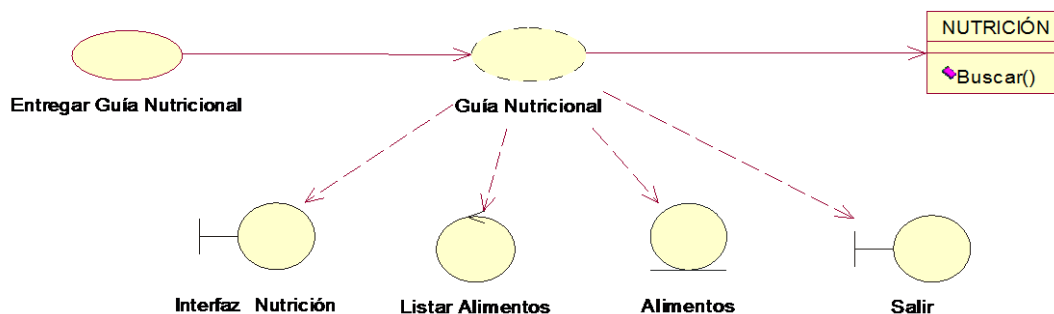 NUTRICIÓN
Buscar()
Entregar Guía Nutricional
Guía Nutricional
Interfaz Nutrición
Listar Alimentos
Alimentos
Salir